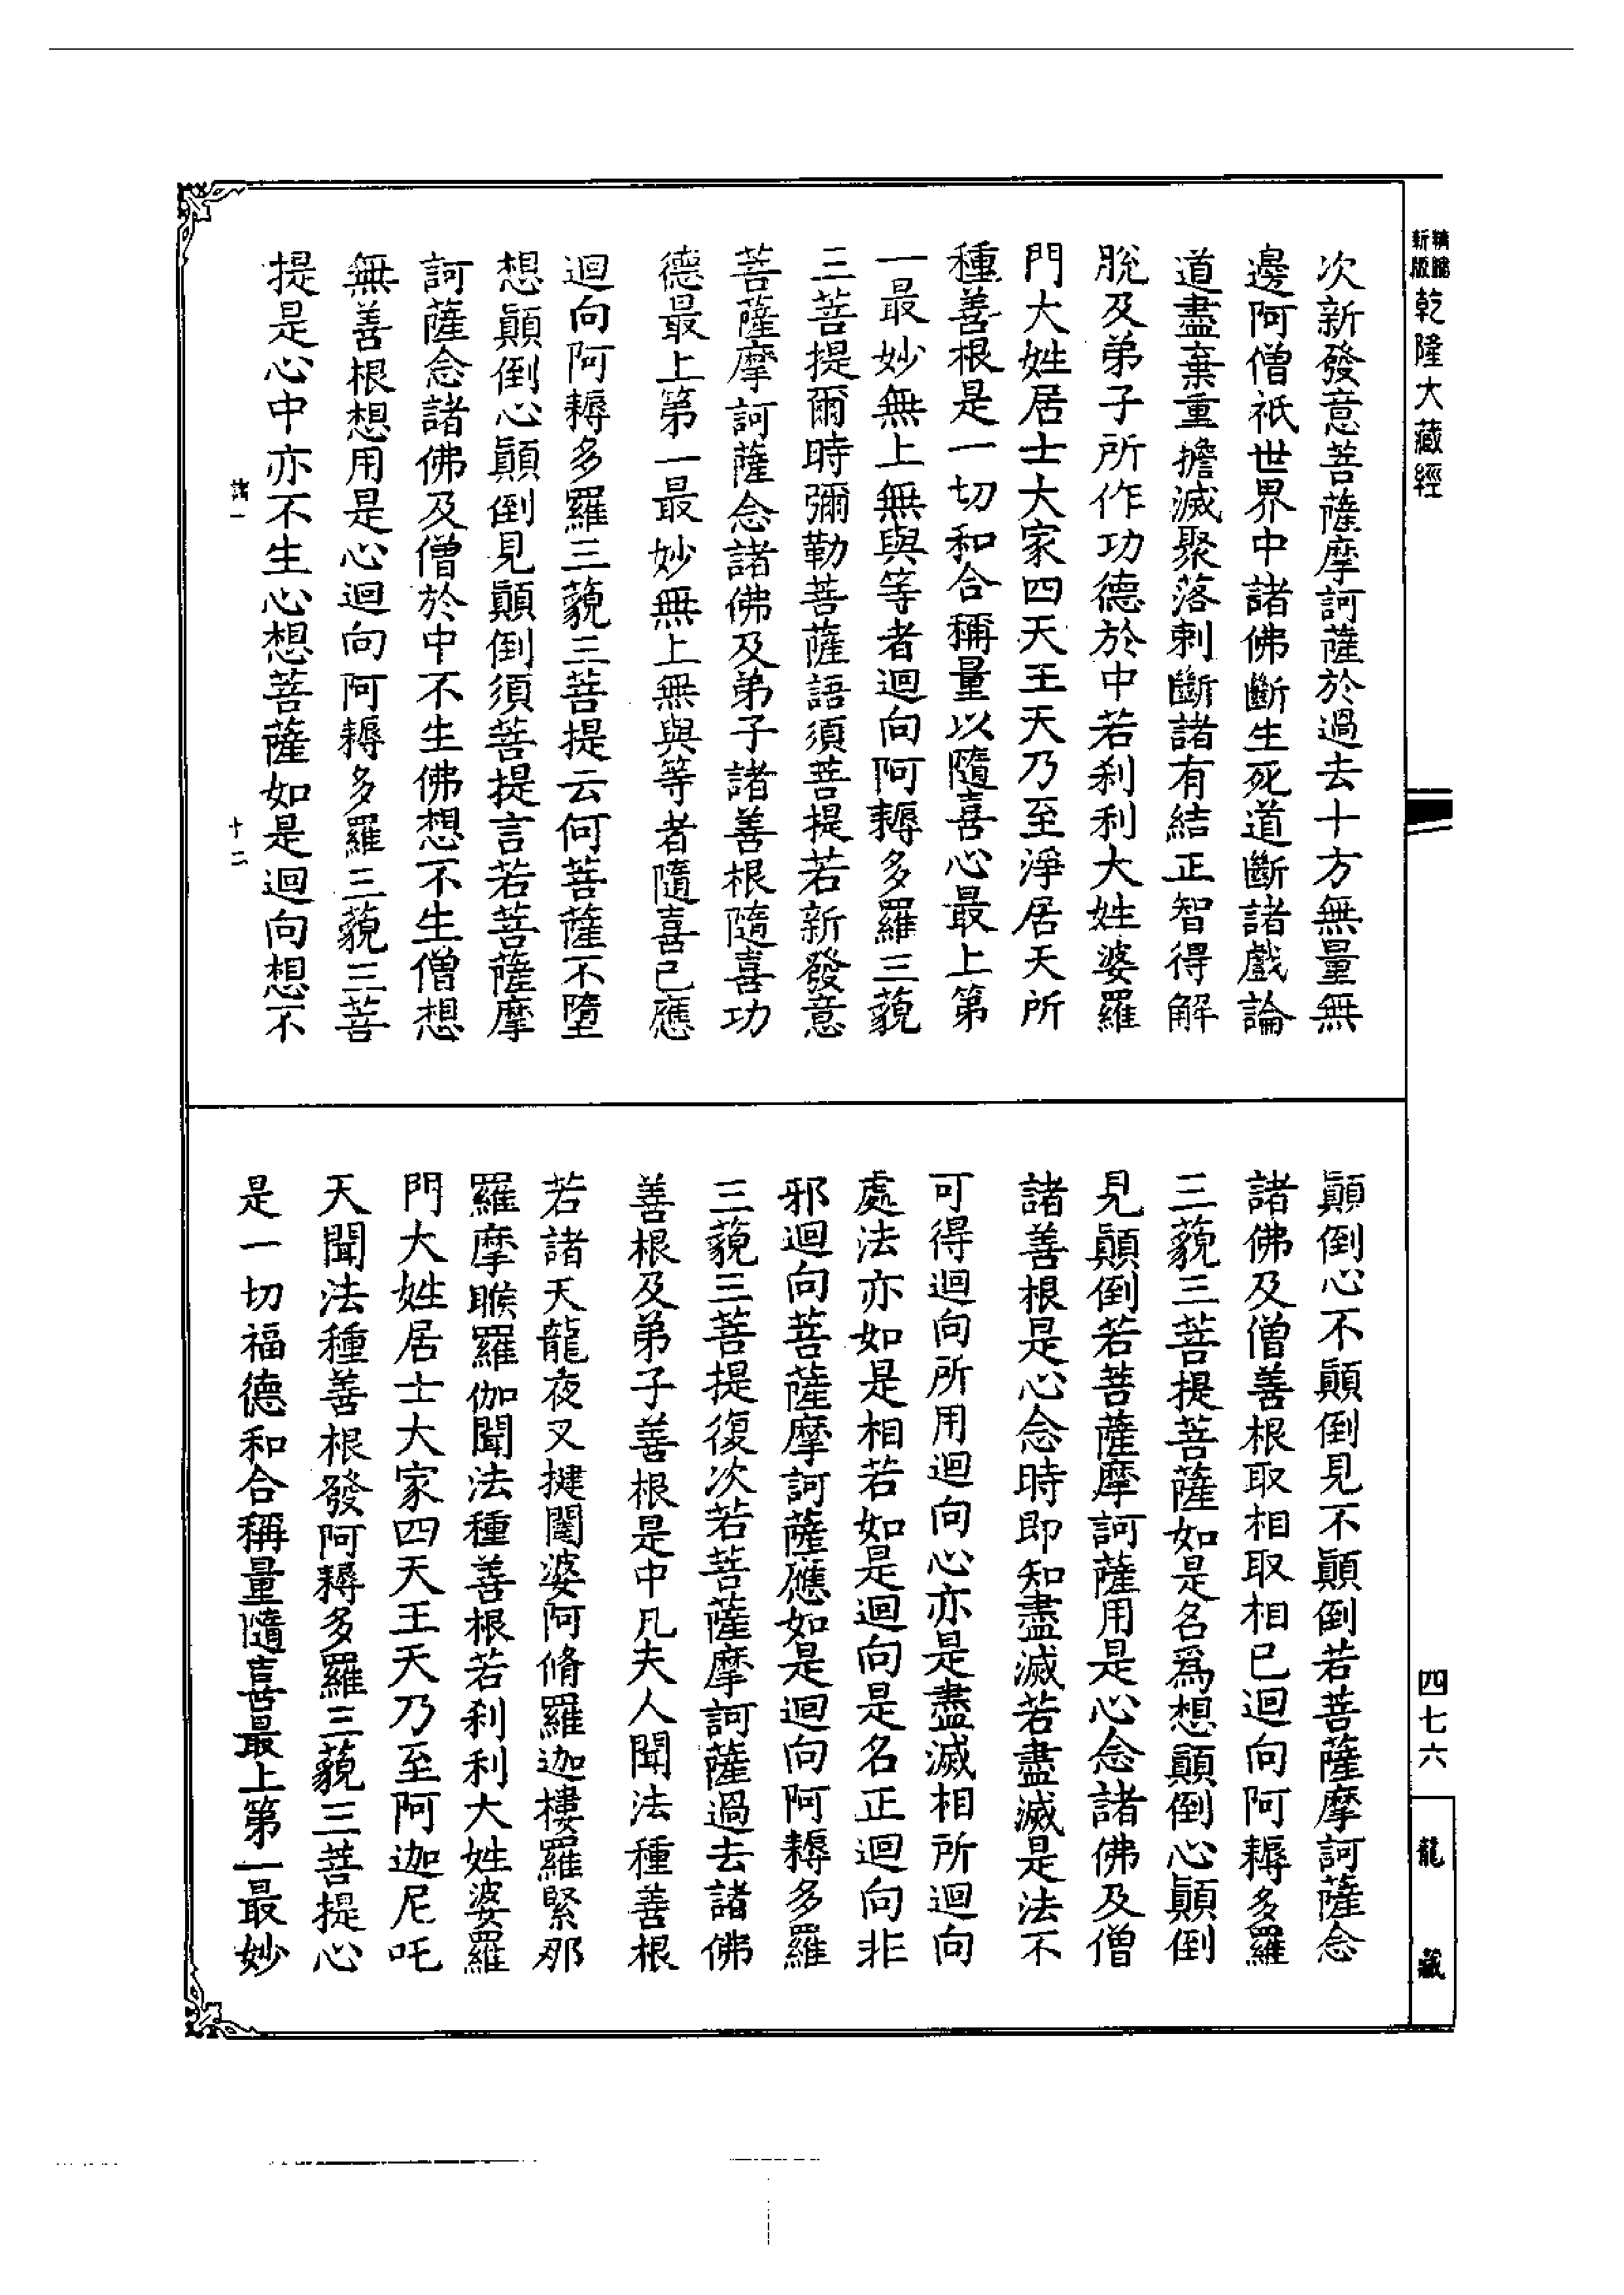 精縮新版
乾隆大藏經
次新發意菩薩摩訶薩於過去十方無量無
邊阿僧祇世界中諸佛斷生死道斷諸戲論
道盡棄重擔滅聚落刺斷諸有結正智得解
脫及弟子所作功德於中若刹利大姓婆羅
門大姓居士大家四天王天乃至淨居天所
種善根是一切和合稱量以隨喜心最上第
一最妙無上無與等者迴向阿耨多羅三藐
三菩提爾時彌勒菩薩語須菩提若新發意
菩薩摩訶薩念諸佛及弟子諸善根隨喜功
德最上第一最妙無上無與等者隨喜已應
迴向阿耨多羅三藐三菩提云何菩薩不墮
想顚倒心顚倒見顚倒須菩提言若菩薩摩
訶薩念諸佛及僧於中不生佛想不生僧想
無善根想用是心迴向阿耨多羅三藐三菩
提是心中亦不生心想菩薩如是迴向想不
諸一
十二
顚倒心不顚倒見不顚倒若菩薩摩訶薩念
諸佛及僧善根取相取相已迴向阿耨多羅
三藐三菩提菩薩如是名爲想顚倒心顚倒
見顚倒若菩薩摩訶薩用是心念諸佛及僧
諸善根是心念時即知盡滅若盡滅是法不
可得迴向所用迴向心亦是盡滅相所迴向
處法亦如是相若如是迴向是名正迴向非
邪迴向菩薩摩訶薩應如是迴向阿耨多羅
三藐三菩提復次若菩薩摩訶薩過去諸佛
善根及弟子善根是中凡夫人聞法種善根
若諸天龍夜叉揵闥婆阿脩羅迦樓羅緊那
羅摩睺羅伽聞法種善根若刹利大姓婆羅
門大姓居士大家四天王天乃至阿迦尼吒
天聞法種善根發阿耨多羅三藐三菩提心
是一切福德和合稱量隨喜最上第一最妙
四七六
龍藏